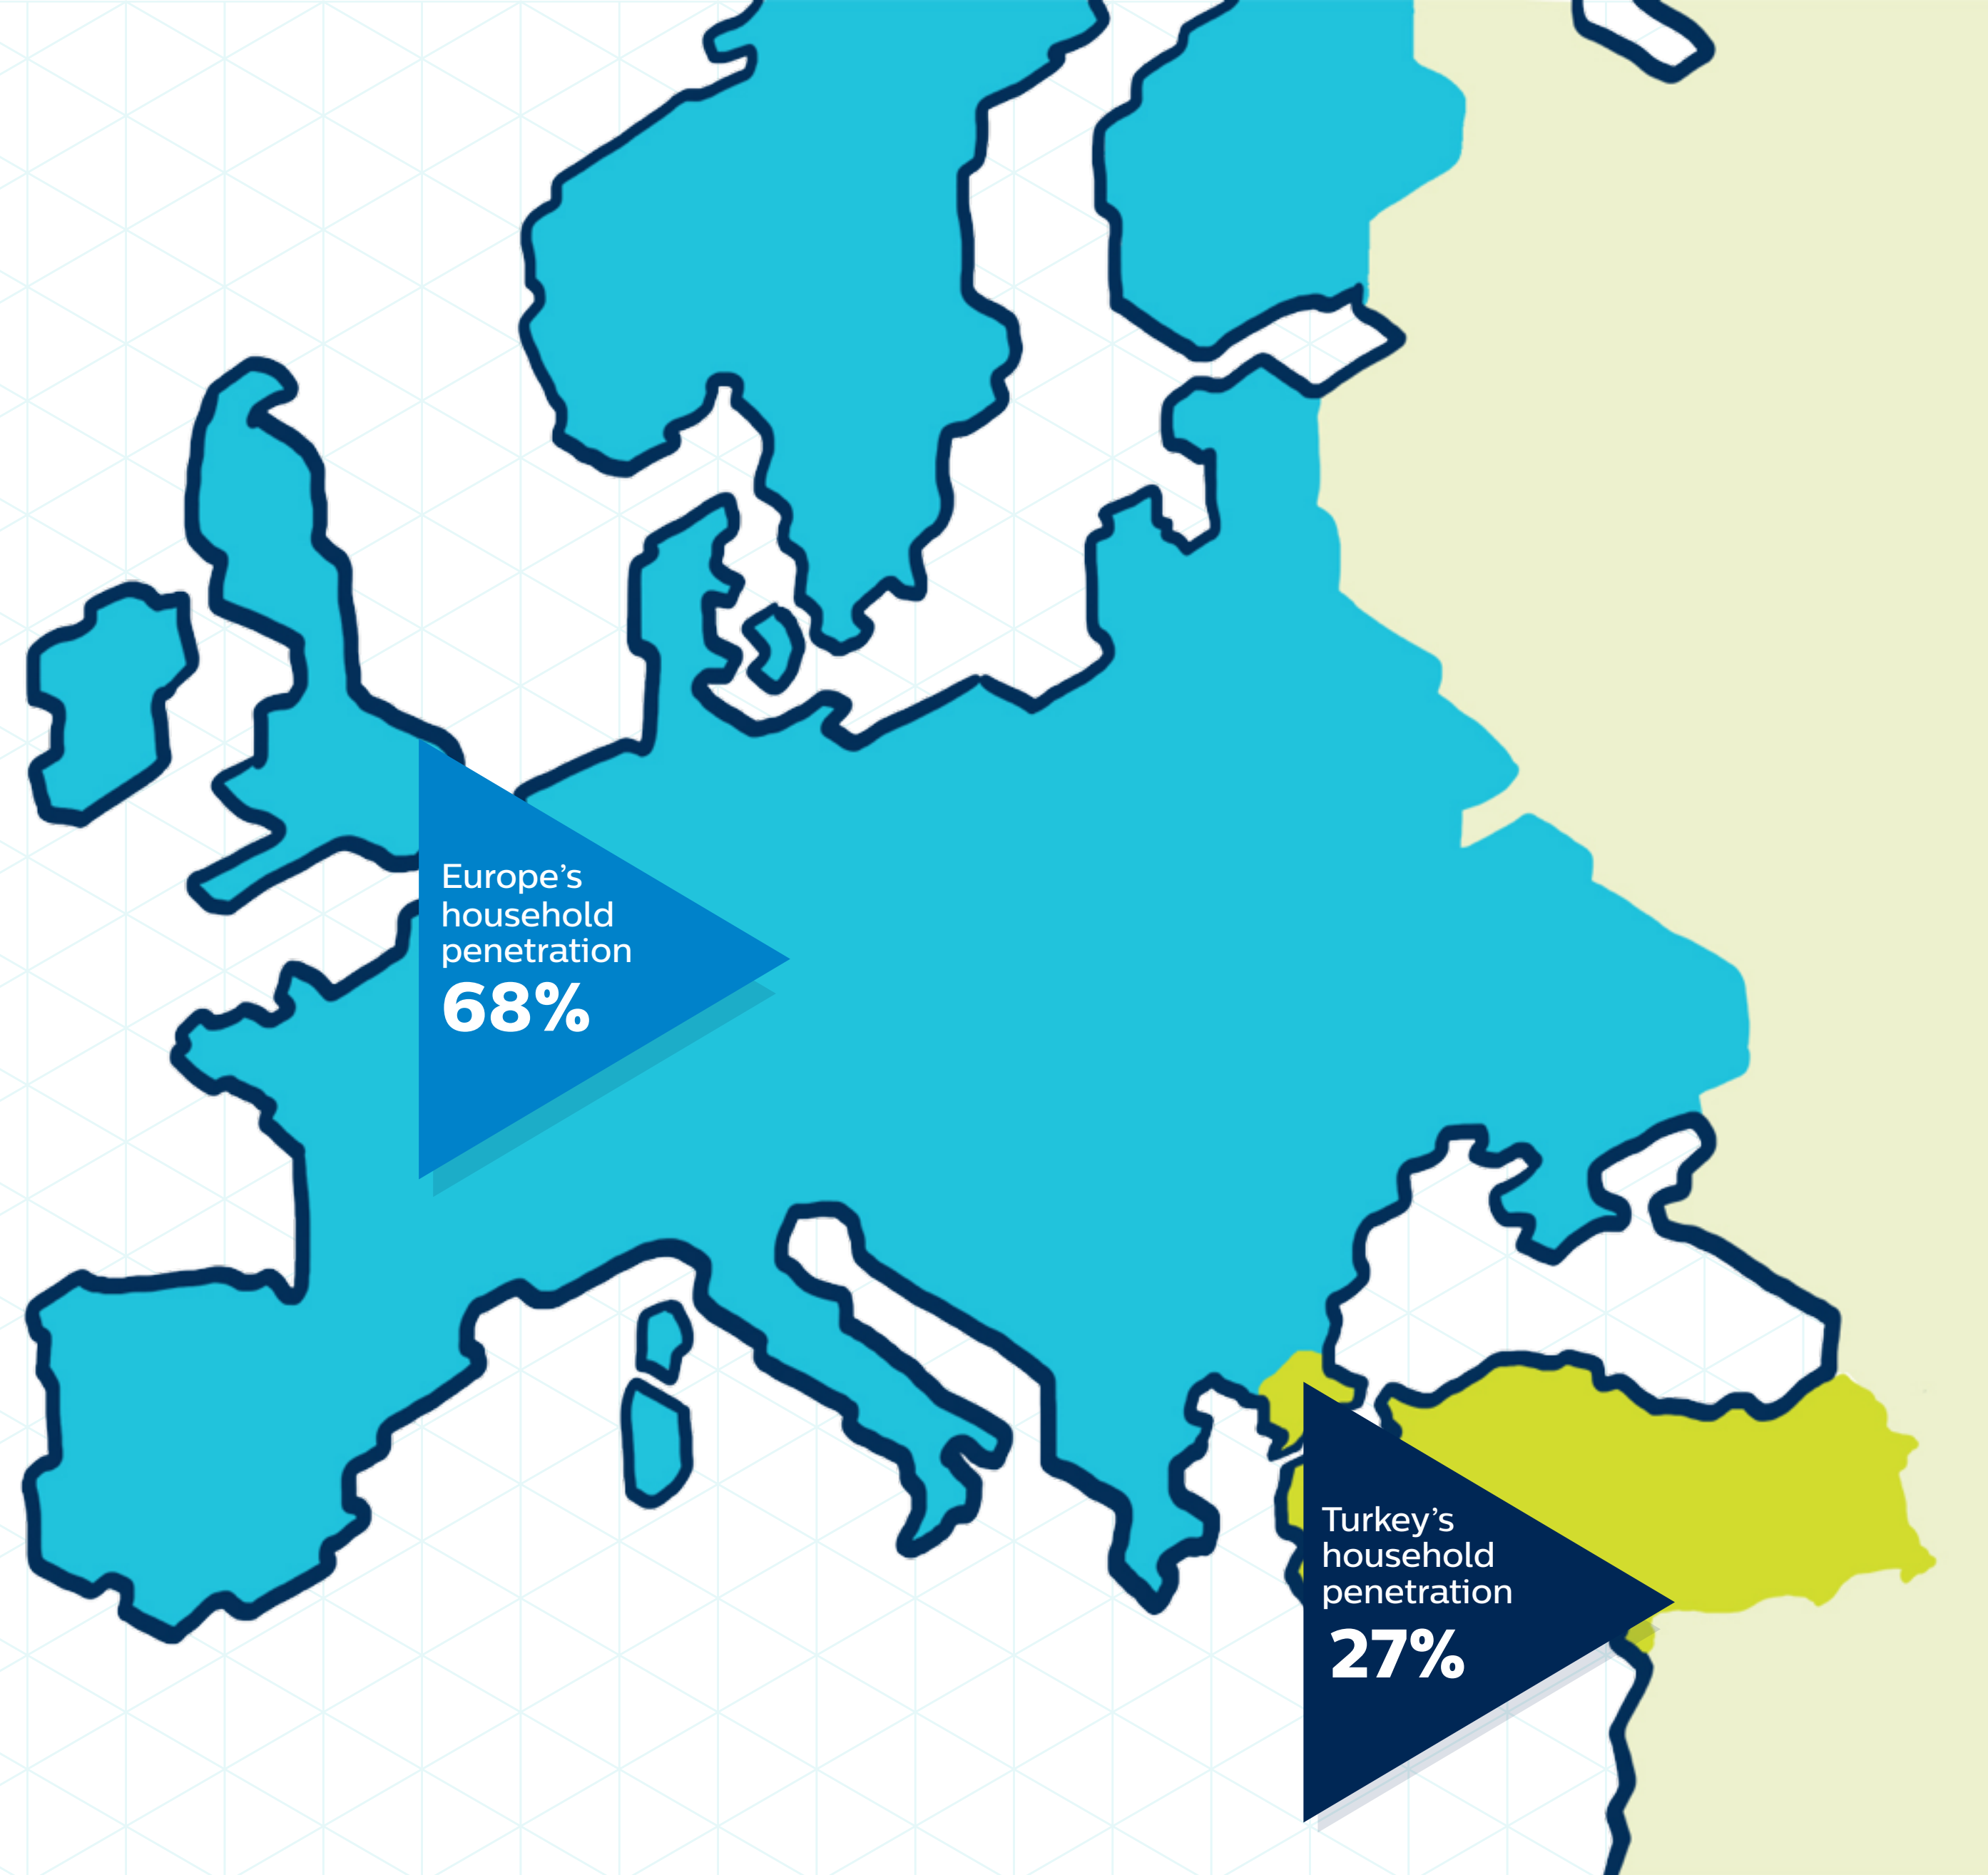 Europe’s
household
penetration
68%
Turkey’s
household
penetration
27%